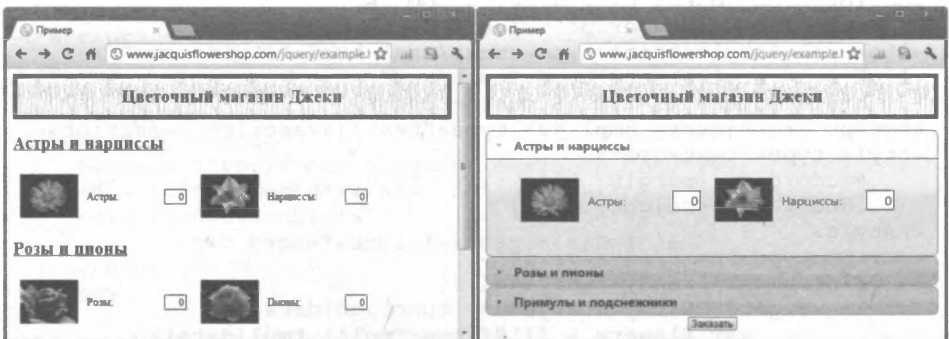 Пример
www.jacquisflowershop.com/jquery/example.l
Цветочный магазин Джеки
Астры и нарциссы
Астры: 0 Нарциссы: 0
Розы и пионы
Розы: 0 Пионы: 0
Пример
www.jacquisflowershop.com/jquery/example.l
Цветочный магазин Джеки
Астры и нарциссы
Астры: 0 Нарциссы: 0
Розы и пионы
Примулы и подснежники
Заказать